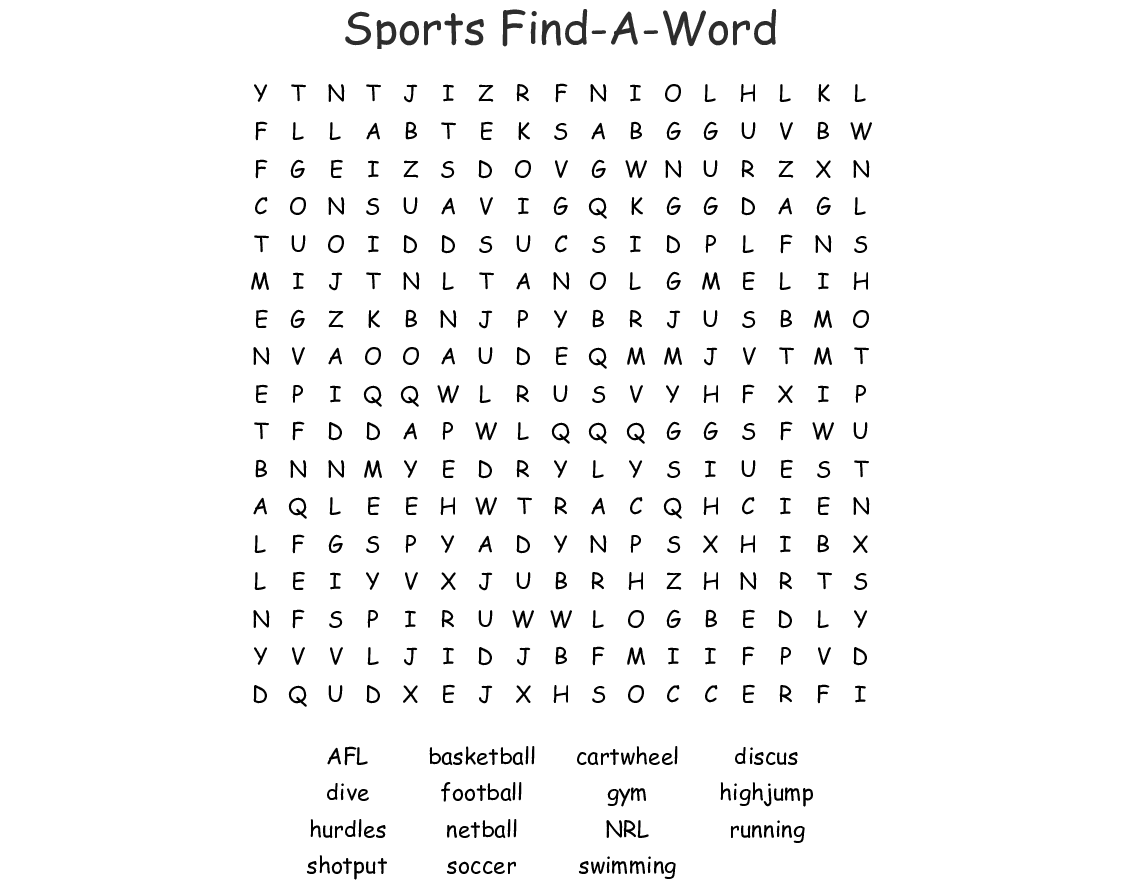 Sports Find-A-Word
Y T N T J I Z R F N I O L H L K L
F L L A B T E K S A B G G U V B W
F G E I Z S D O V G W N U R Z X N
C O N S U A V I G Q K G G D A G L
T U O I D D S U C S I D P L F N S
M I J T N L T A N O L G M E L I H
E G Z K B N J P Y B R J U S B M O
N V A O O A U D E Q M M J V T M T
E P I Q Q W L R U S V Y H F X I P
T F D D A P W L Q Q Q G G S F W U
B N N M Y E D R Y L Y S I U E S T
A Q L E E H W T R A C Q H C I E N
L F G S P Y A D Y N P S X H I B X
L E I Y V X J U B R H Z H N R T S
N F S P I R U W W L O G B E D L Y
Y V V L J I D J B F M I I F P V D
D Q U D X E J X H S O C C E R F I
AFL basketball cartwheel discus
dive football gym highjump
hurdles netball NRL running
shotput soccer swimming